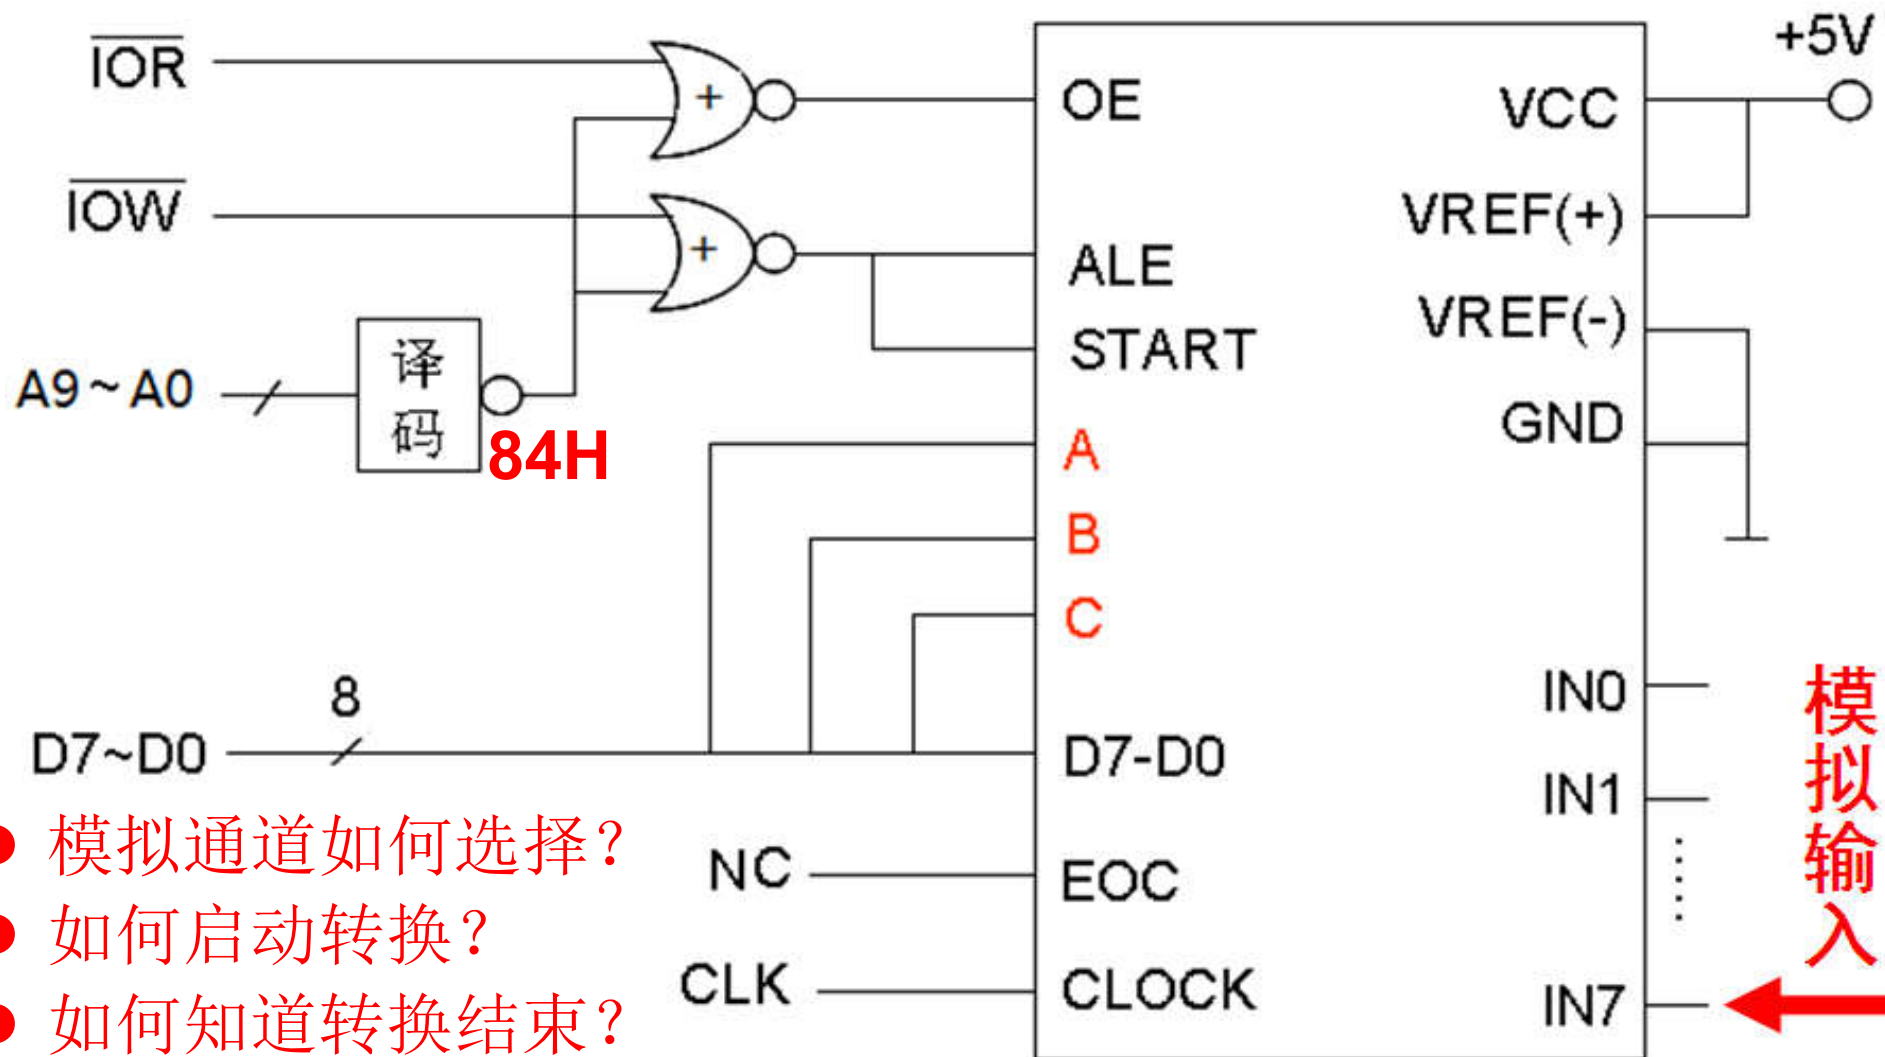 I̅O̅R̅
I̅O̅W̅
A9~A0
译码
84H
D7~D0
8
+
+
OE
ALE
START
A
B
C
D7-D0
NC
EOC
CLK
CLOCK
VCC
+5V
VREF(+)
VREF(-)
GND
IN0
IN1
IN7
模拟输入
● 模拟通道如何选择？
● 如何启动转换？
● 如何知道转换结束？